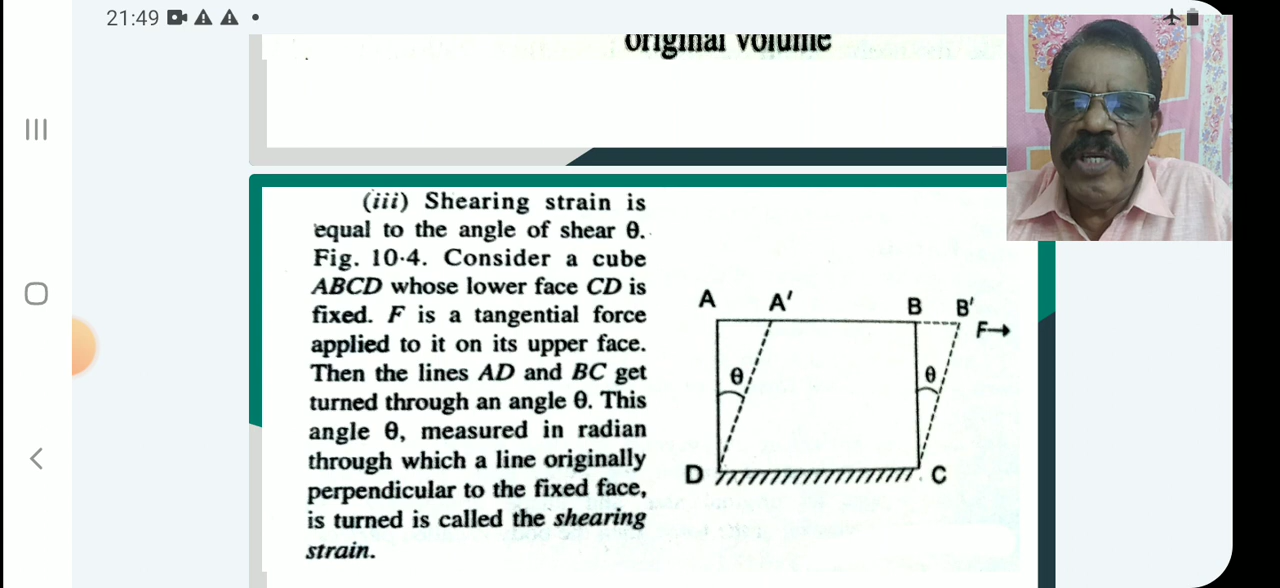 21:49
original volume
(iii) Shearing strain is
equal to the angle of shear θ.
Fig. 10·4. Consider a cube
ABCD whose lower face CD is
fixed. F is a tangential force
applied to it on its upper face.
Then the lines AD and BC get
turned through an angle θ. This
angle θ, measured in radian
through which a line originally
perpendicular to the fixed face,
is turned is called the shearing
strain.
A A' B B'
F→
θ θ
D C